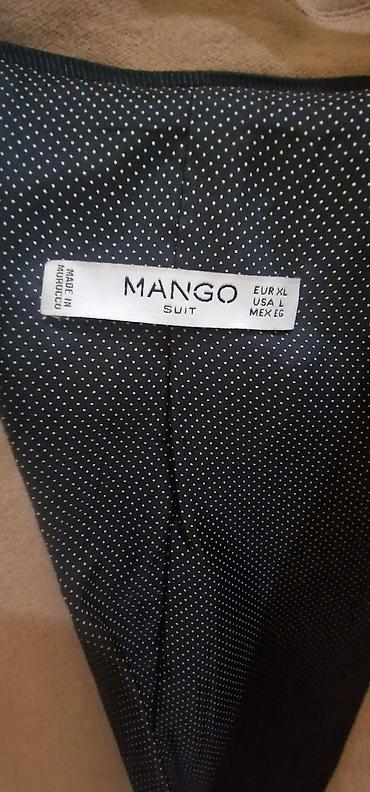 MADE IN
MOROCCO
MANGO
SUIT
EUR XL
USA L
MEX EG